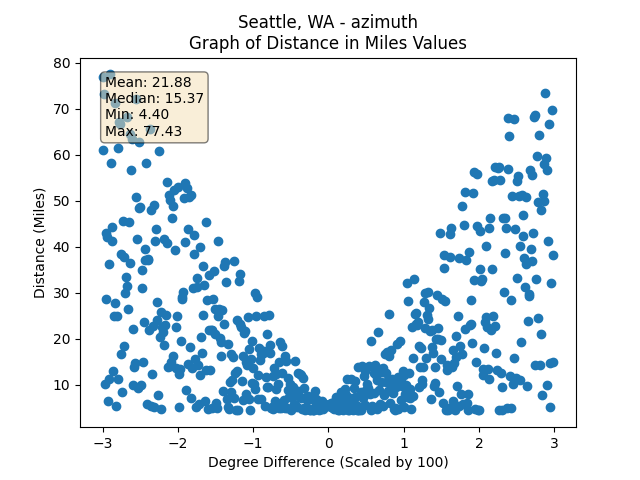 Seattle, WA - azimuth
Graph of Distance in Miles Values
Mean: 21.88
Median: 15.37
Min: 4.40
Max: 77.43
80
70
60
50
40
30
20
10
Distance (Miles)
−3
−2
−1
0
1
2
3
Degree Difference (Scaled by 100)